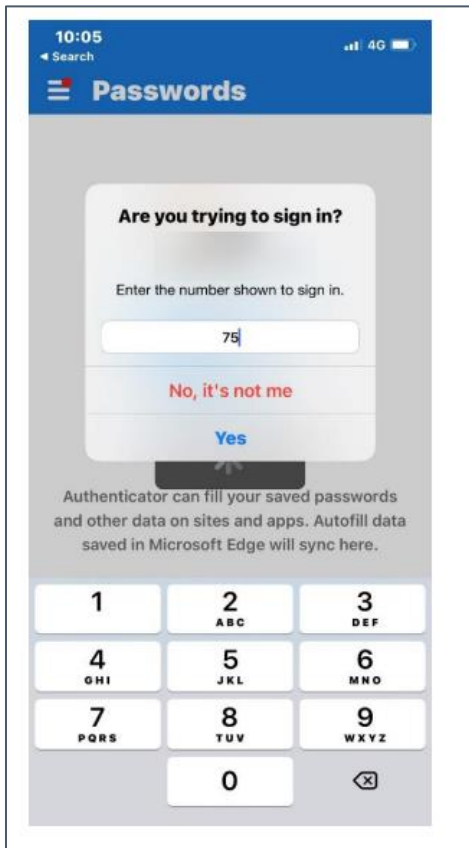 10:05
Search
4G
Passwords
Are you trying to sign in?
Enter the number shown to sign in.
75
No, it's not me
Yes
Authenticator can fill your saved passwords
and other data on sites and apps. Autofill data
saved in Microsoft Edge will sync here.
1 2 3
ABC DEF
4 5 6
GHI JKL MNO
7 8 9
PQRS TUV WXYZ
0